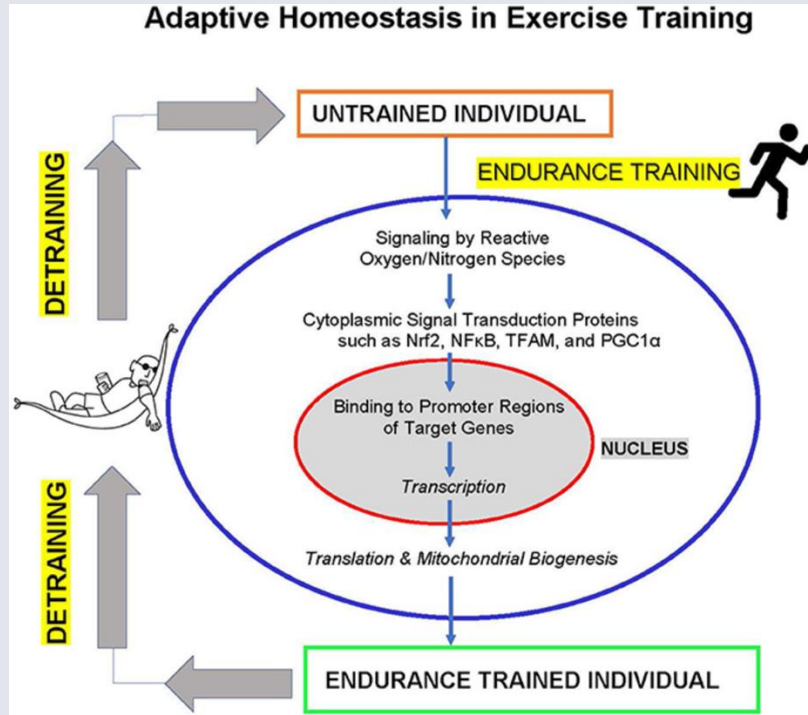 Adaptive Homeostasis in Exercise Training
UNTRAINED INDIVIDUAL
ENDURANCE TRAINING
DETRAINING
Signaling by Reactive
Oxygen/Nitrogen Species
Cytoplasmic Signal Transduction Proteins
such as Nrf2, NFκB, TFAM, and PGC1α
Binding to Promoter Regions
of Target Genes
NUCLEUS
Transcription
Translation & Mitochondrial Biogenesis
DETRAINING
ENDURANCE TRAINED INDIVIDUAL